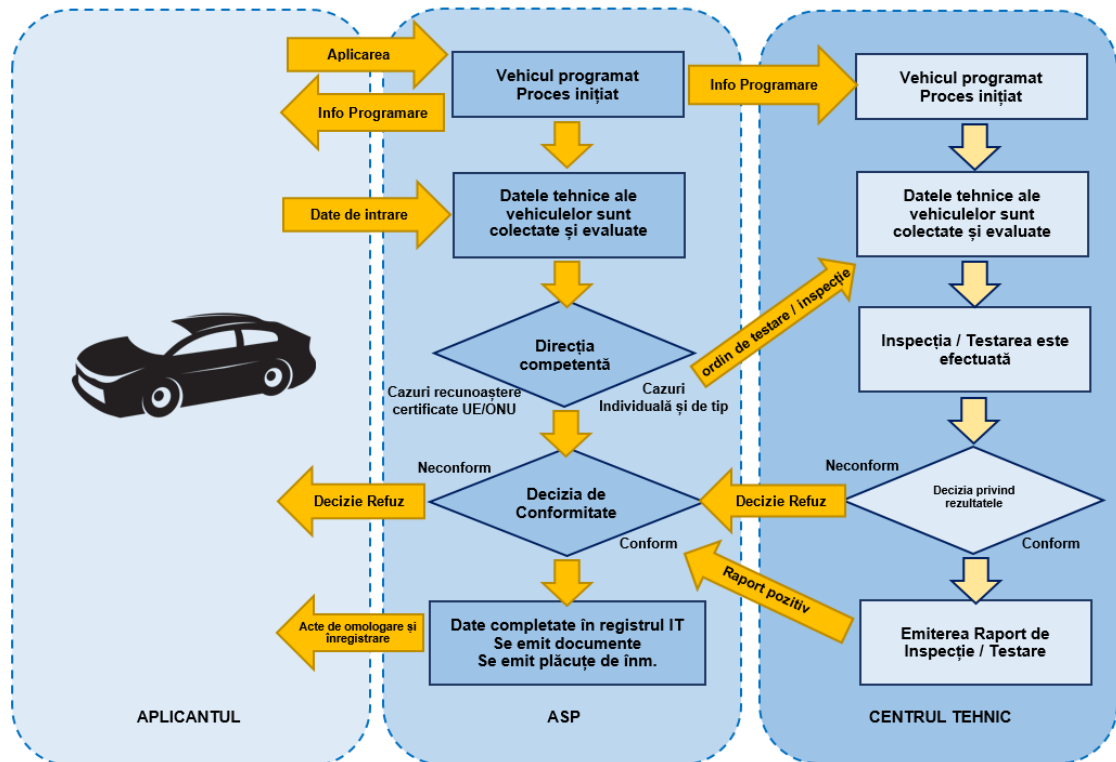 Aplicarea
Info Programare
Vehicul programat
Proces inițiat
Info Programare
Vehicul programat
Proces inițiat
Date de intrare
Datele tehnice ale
vehiculelor sunt
colectate și evaluate
Datele tehnice ale
vehiculelor sunt
colectate și evaluate
Direcția
competentă
ordin de testare / inspecție
Inspecția / Testarea este
efectuată
Cazuri recunoaștere
certificate UE/ONU
Cazuri
Individuală și de tip
Neconform
Decizie Refuz
Decizia de
Conformitate
Conform
Decizie Refuz
Neconform
Decizia privind
rezultatele
Conform
Raport pozitiv
Acte de omologare și
înregistrare
Date completate în registrul IT
Se emit documente
Se emit plăcuțe de înm.
Emiterea Raport de
Inspecție / Testare
APLICANTUL
ASP
CENTRUL TEHNIC